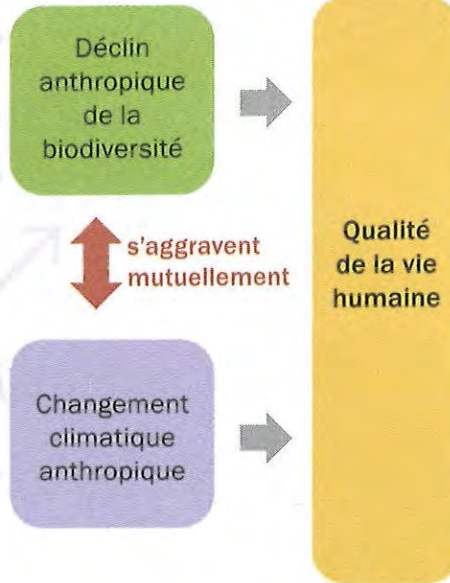 Déclin
anthropique
de la
biodiversité
s'aggravent
mutuellement
Qualité
de la vie
humaine
Changement
climatique
anthropique